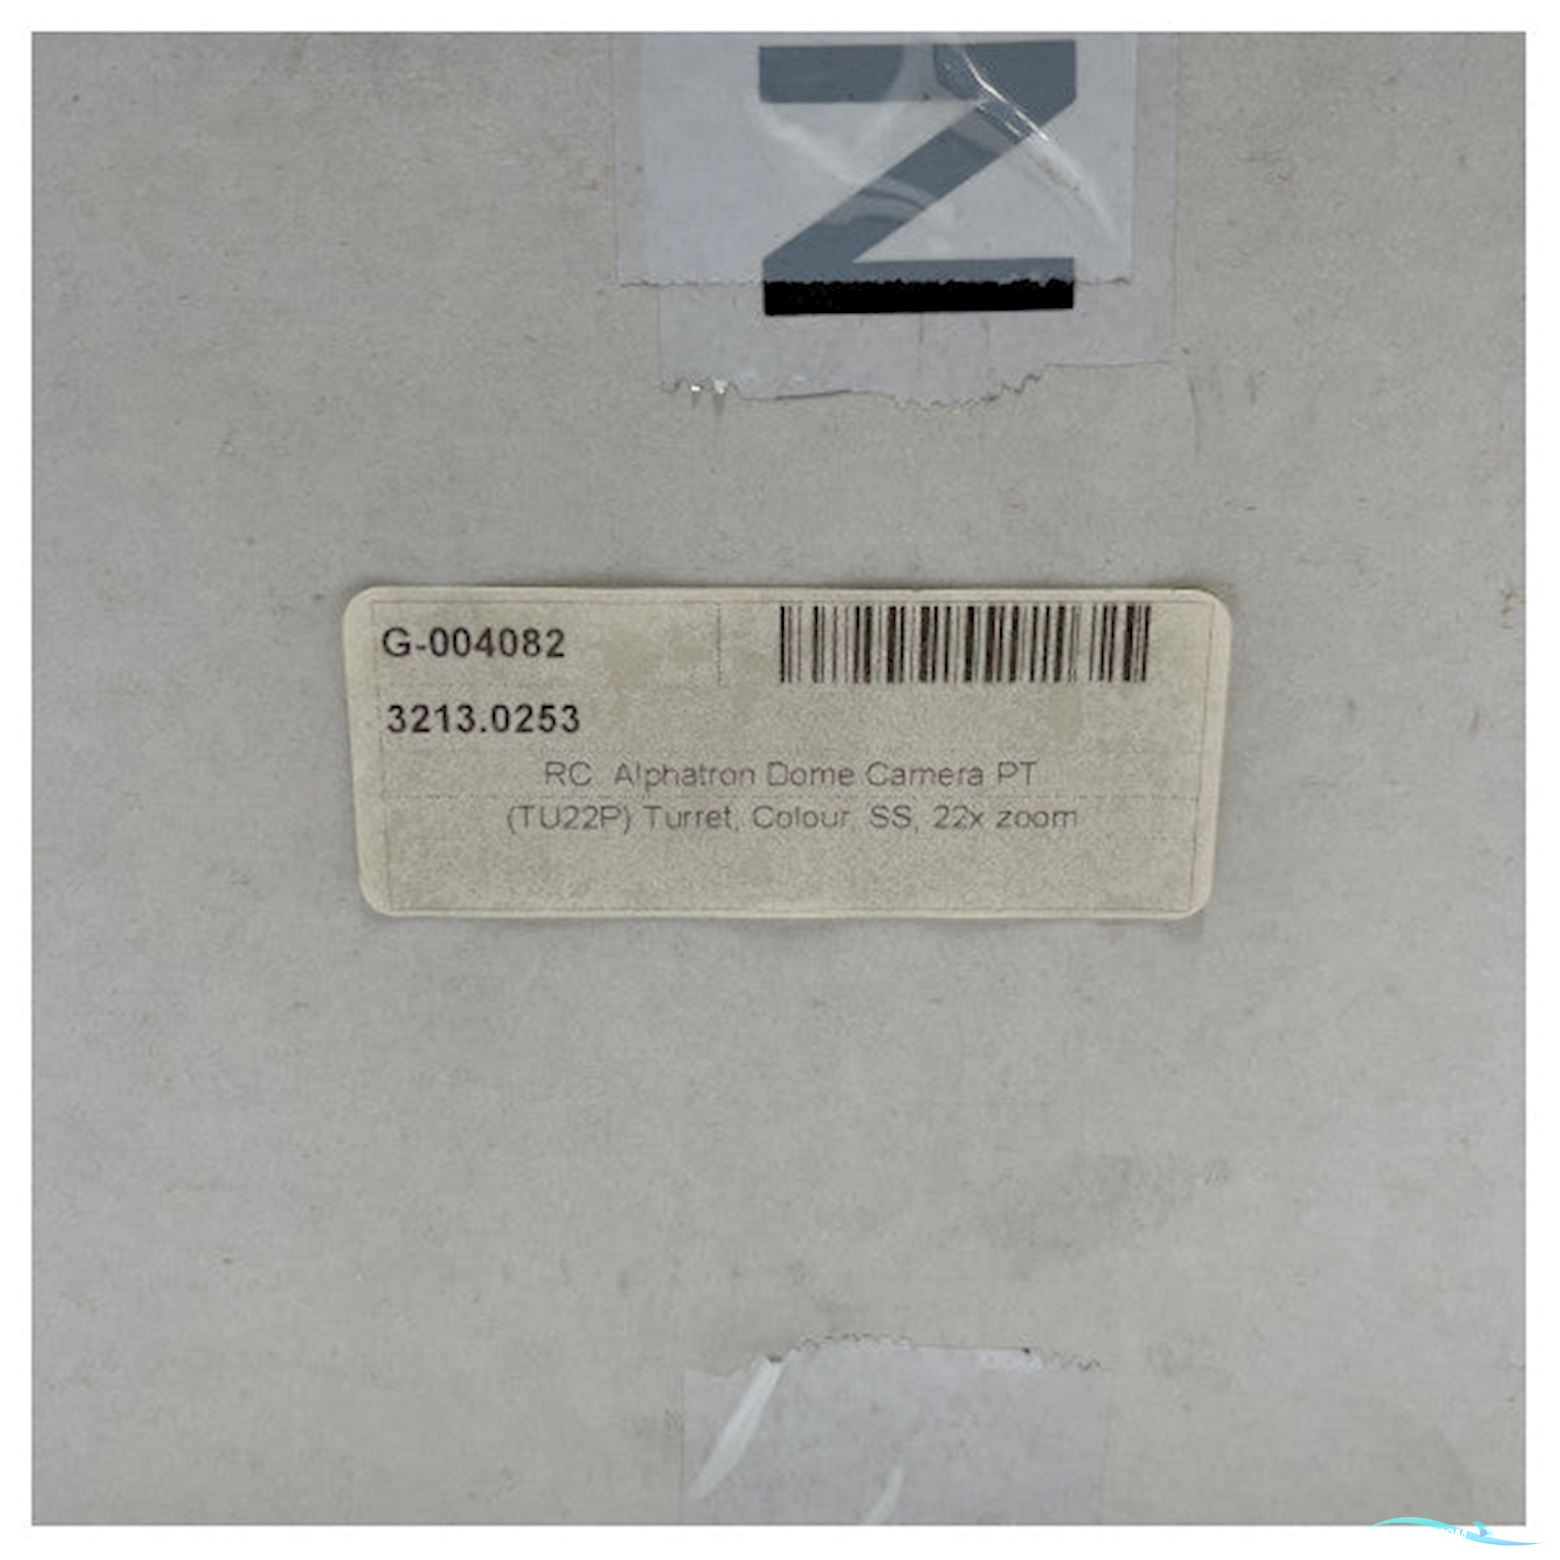 G-004082
3213.0253
RC Alphatron Dome Camera PT
(TU22P) Turret, Colour, SS, 22x zoom